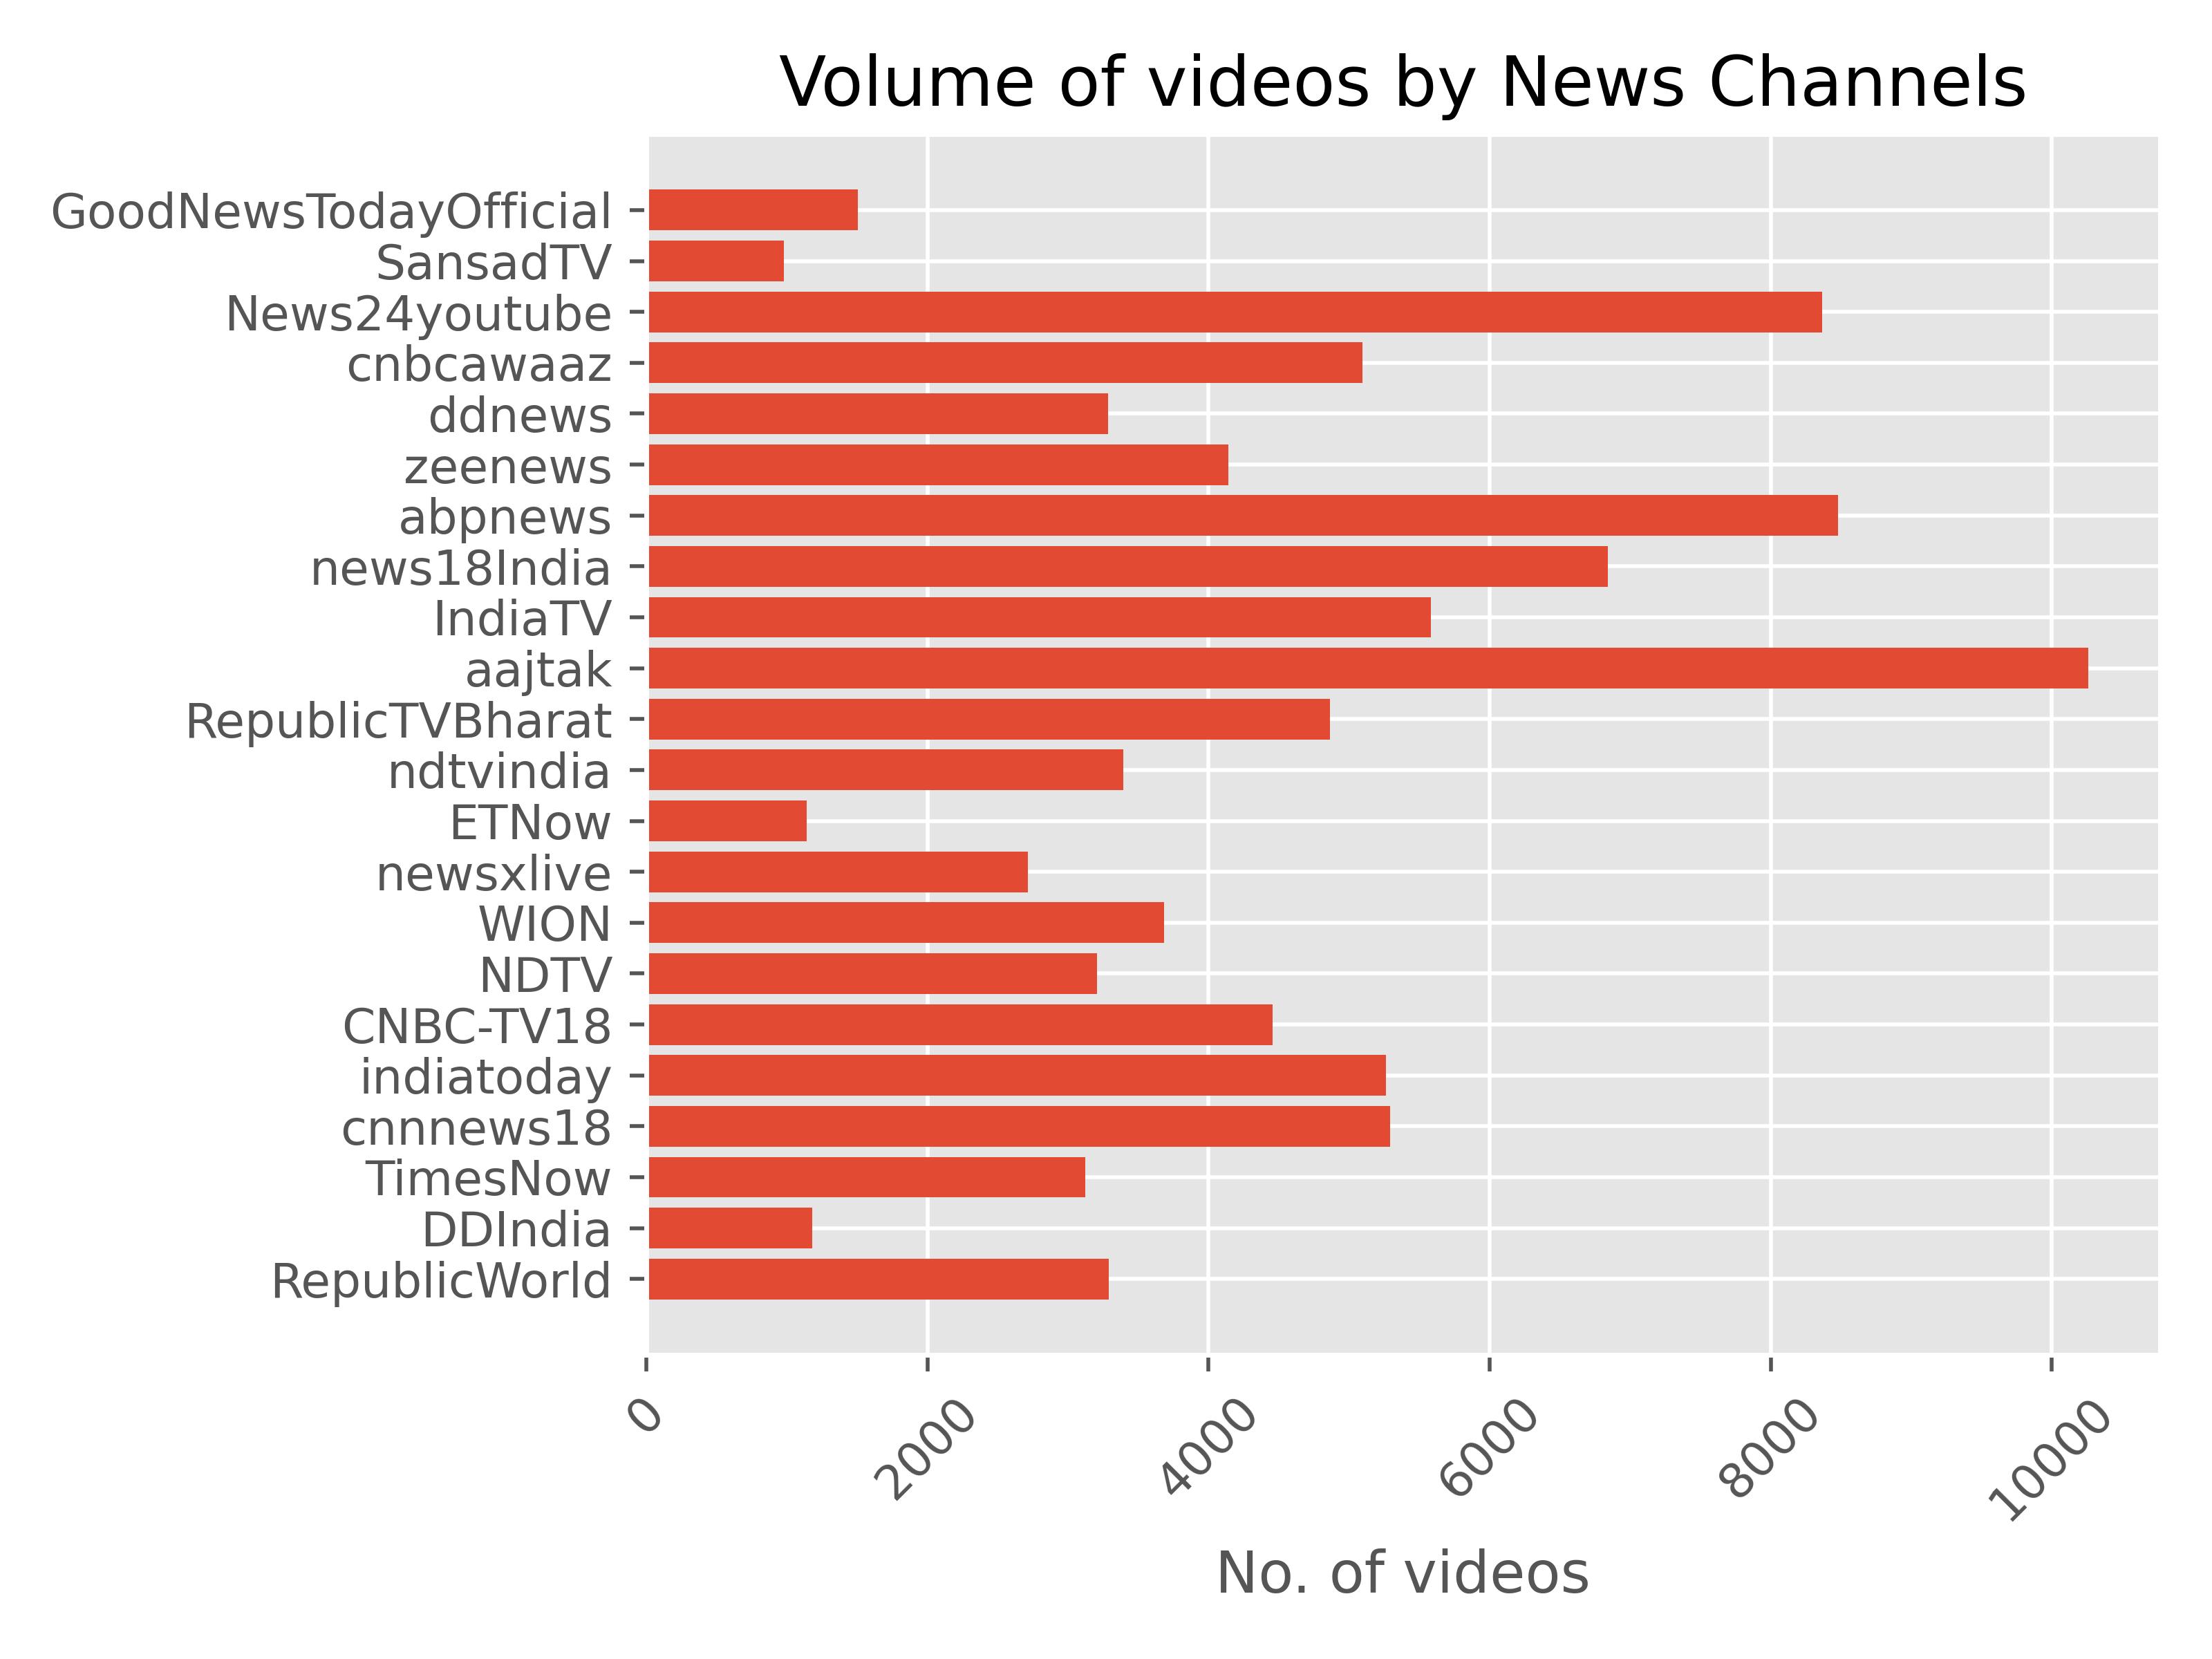 Volume of videos by News Channels
GoodNewsTodayOfficial
SansadTV
News24youtube
cnbcawaaz
ddnews
zeenews
abpnews
news18India
IndiaTV
aajtak
RepublicTVBharat
ndtvindia
ETNow
newsxlive
WION
NDTV
CNBC-TV18
indiatoday
cnnnews18
TimesNow
DDIndia
RepublicWorld
0 2000 4000 6000 8000 10000
No. of videos